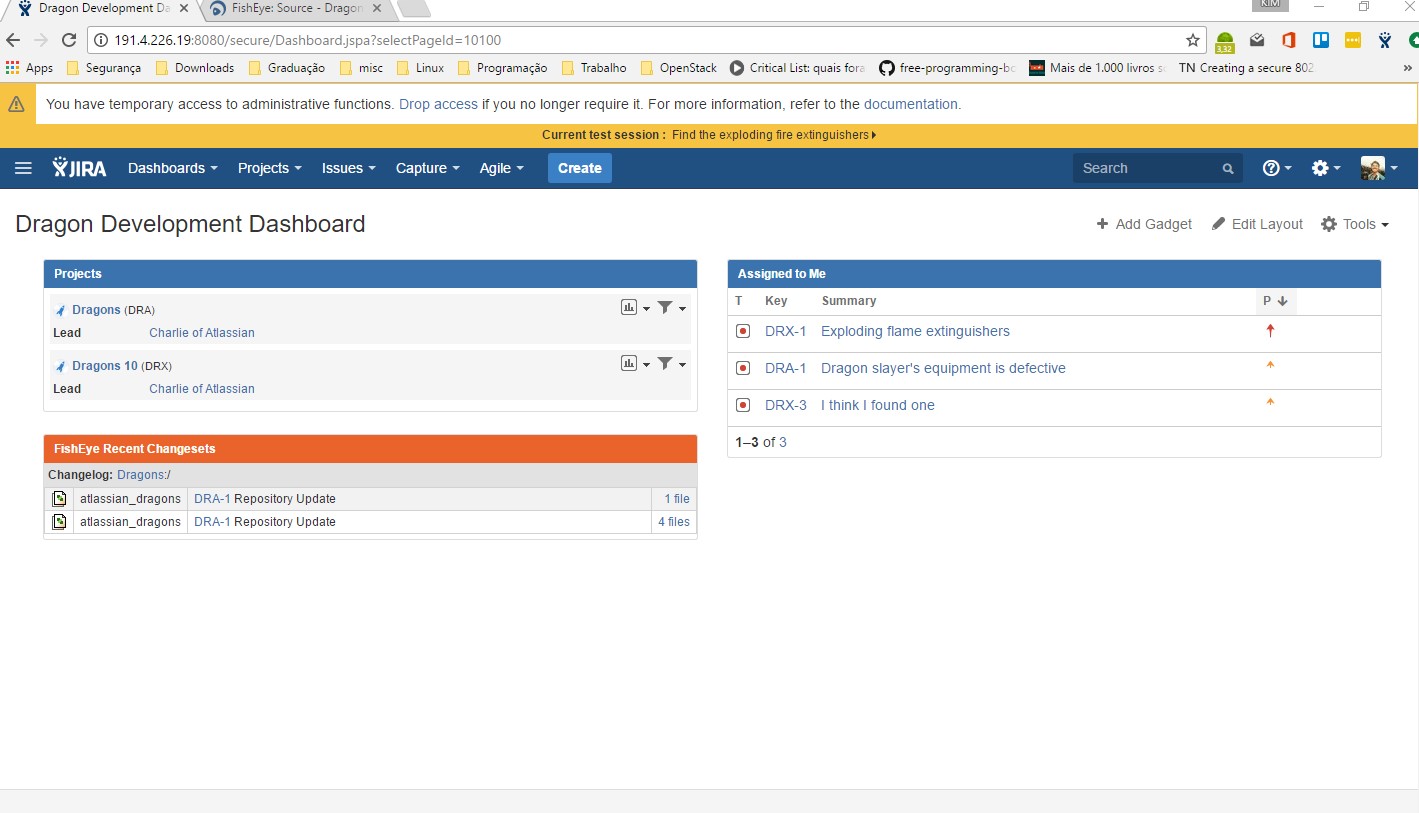 Dragon Development Da
FishEye: Source - Dragon
KIM
191.4.226.19:8080/secure/Dashboard.jspa?selectPageId=10100
3,32
Apps Segurança Downloads Graduação misc Linux Programação Trabalho OpenStack Critical List: quais fora free-programming-bo Mais de 1.000 livros s TN Creating a secure 802 »
You have temporary access to administrative functions. Drop access if you no longer require it. For more information, refer to the documentation.
Current test session : Find the exploding fire extinguishers
JIRA Dashboards Projects Issues Capture Agile Create Search
Dragon Development Dashboard
Add Gadget Edit Layout Tools
Projects
Dragons (DRA)
Lead Charlie of Atlassian
Dragons 10 (DRX)
Lead Charlie of Atlassian
FishEye Recent Changesets
Changelog: Dragons:/
atlassian_dragons DRA-1 Repository Update 1 file
atlassian_dragons DRA-1 Repository Update 4 files
Assigned to Me
T Key Summary P
DRX-1 Exploding flame extinguishers
DRA-1 Dragon slayer's equipment is defective
DRX-3 I think I found one
1–3 of 3